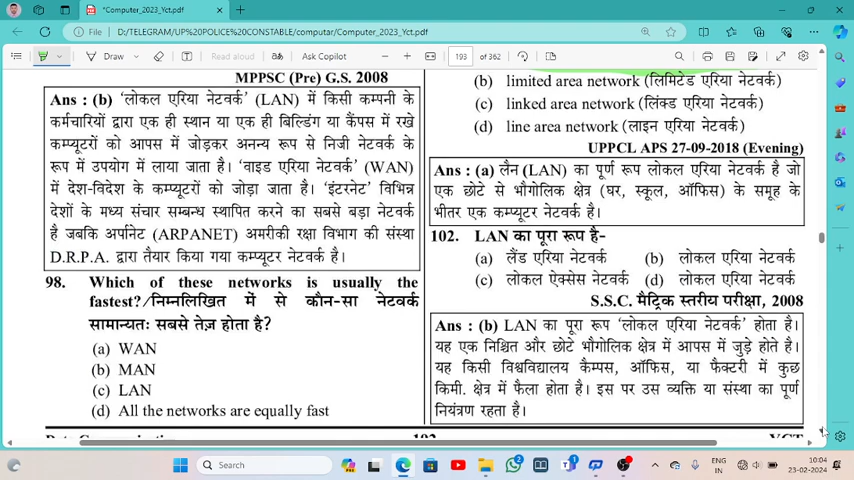 *Computer_2023_Yct.pdf
File
D:/TELEGRAM/UP%20POLICE%20CONSTABLE/computar/Computer_2023_Yct.pdf
Draw
Read aloud
Ask Copilot
193 of 362
MPPSC (Pre) G.S. 2008
Ans : (b) 'लोकल एरिया नेटवर्क' (LAN) में किसी कम्पनी के
कर्मचारियों द्वारा एक ही स्थान या एक ही बिल्डिंग या कैंपस में रखे
कम्प्यूटरों को आपस में जोड़कर अनन्य रूप से निजी नेटवर्क के
रूप में उपयोग में लाया जाता है। 'वाइड एरिया नेटवर्क' (WAN)
में देश-विदेश के कम्प्यूटरों को जोड़ा जाता है। 'इंटरनेट' विभिन्न
देशों के मध्य संचार सम्बन्ध स्थापित करने का सबसे बड़ा नेटवर्क
है जबकि अर्पानेट (ARPANET) अमरीकी रक्षा विभाग की संस्था
D.R.P.A. द्वारा तैयार किया गया कम्प्यूटर नेटवर्क है।
98. Which of these networks is usually the
fastest?/निम्नलिखित में से कौन-सा नेटवर्क
सामान्यतः सबसे तेज़ होता है?
(a) WAN
(b) MAN
(c) LAN
(d) All the networks are equally fast
(b) limited area network (लिमिटेड एरिया नेटवर्क)
(c) linked area network (लिंक्ड एरिया नेटवर्क)
(d) line area network (लाइन एरिया नेटवर्क)
UPPCL APS 27-09-2018 (Evening)
Ans : (a) लैन (LAN) का पूर्ण रूप लोकल एरिया नेटवर्क है जो
एक छोटे से भौगोलिक क्षेत्र (घर, स्कूल, ऑफिस) के समूह के
भीतर एक कम्प्यूटर नेटवर्क है।
102. LAN का पूरा रूप है-
(a) लैंड एरिया नेटवर्क (b) लोकल एरिया नेटवर्क
(c) लोकल ऐक्सेस नेटवर्क (d) लोकल एरिया नेटवर्क
S.S.C. मैट्रिक स्तरीय परीक्षा, 2008
Ans : (b) LAN का पूरा रूप 'लोकल एरिया नेटवर्क' होता है।
यह एक निश्चित और छोटे भौगोलिक क्षेत्र में आपस में जुड़े होते है।
यह किसी विश्वविद्यालय कैम्पस, ऑफिस, या फैक्टरी में कुछ
किमी. क्षेत्र में फैला होता है। इस पर उस व्यक्ति या संस्था का पूर्ण
नियंत्रण रहता है।
Search
ENG
IN
10:04
23-02-2024